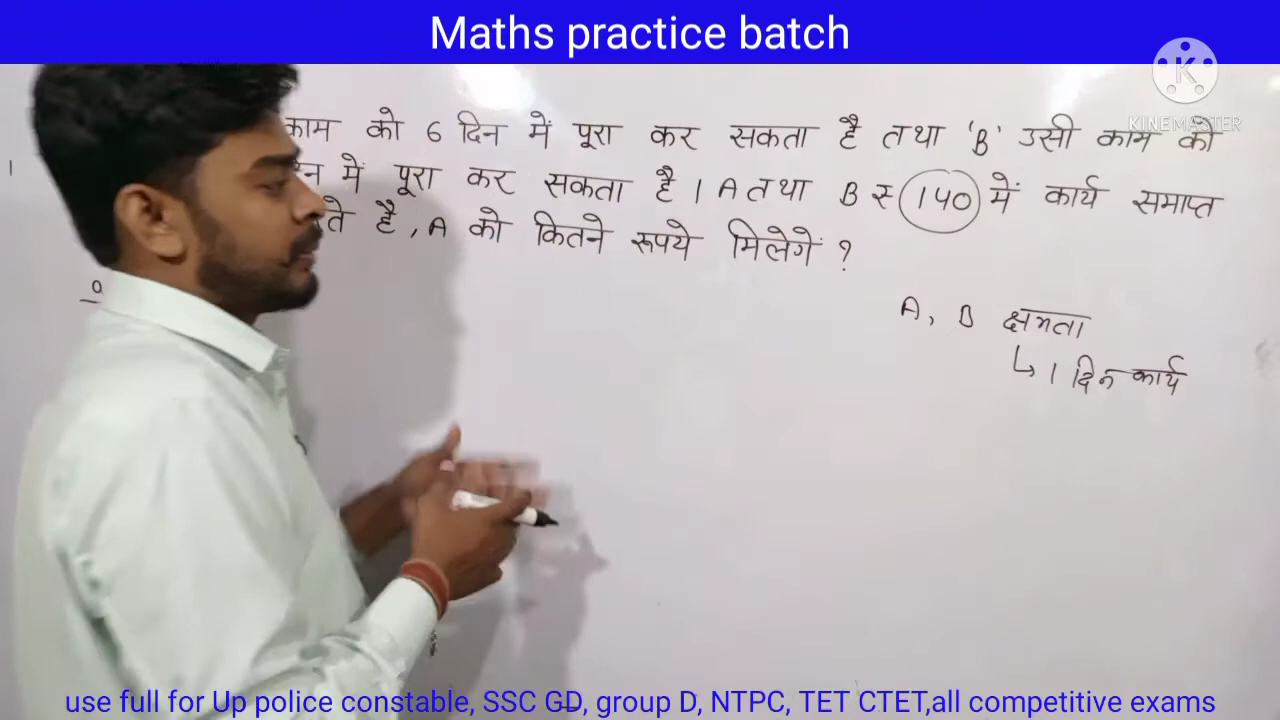 Maths practice batch
KINEMASTER
काम को 6 दिन में पूरा कर सकता है तथा 'B' उसी काम को
में पूरा कर सकता है । A तथा B रु 140 में कार्य समाप्त
है , A को कितने रूपये मिलेगें ?
A, B क्षमता
↳ 1 दिन कार्य
use full for Up police constable, SSC GD, group D, NTPC, TET CTET,all competitive exams